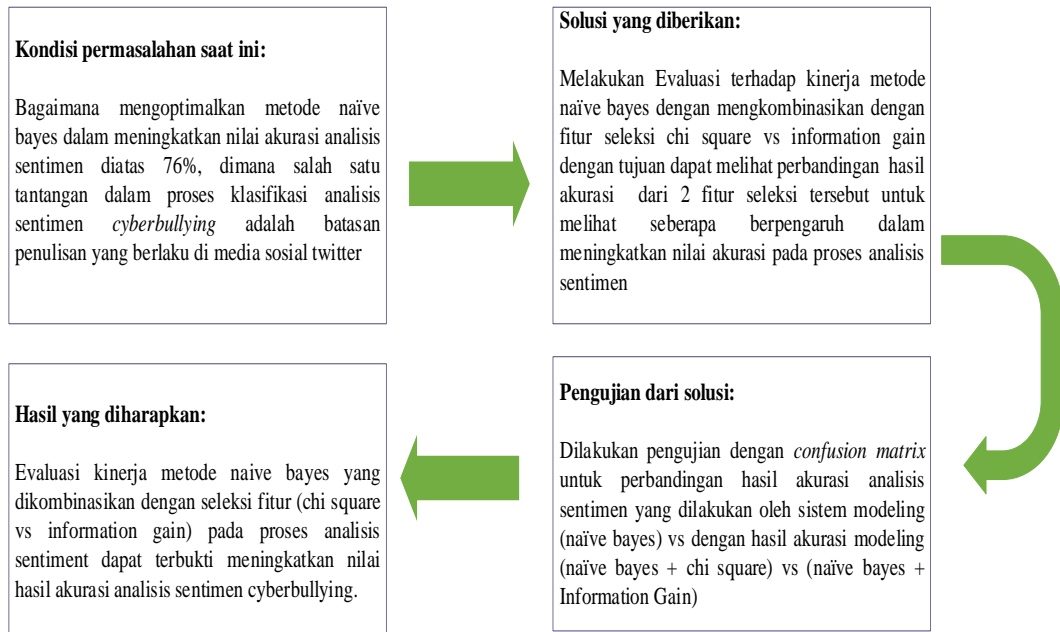 Kondisi permasalahan saat ini:
Bagaimana mengoptimalkan metode naïve
bayes dalam meningkatkan nilai akurasi analisis
sentimen diatas 76%, dimana salah satu
tantangan dalam proses klasifikasi analisis
sentimen cyberbullying adalah batasan
penulisan yang berlaku di media sosial twitter
Solusi yang diberikan:
Melakukan Evaluasi terhadap kinerja metode
naïve bayes dengan mengkombinasikan dengan
fitur seleksi chi square vs information gain
dengan tujuan dapat melihat perbandingan hasil
akurasi dari 2 fitur seleksi tersebut untuk
melihat seberapa berpengaruh dalam
meningkatkan nilai akurasi pada proses analisis
sentimen
Pengujian dari solusi:
Dilakukan pengujian dengan confusion matrix
untuk perbandingan hasil akurasi analisis
sentimen yang dilakukan oleh sistem modeling
(naïve bayes) vs dengan hasil akurasi modeling
(naïve bayes + chi square) vs (naïve bayes +
Information Gain)
Hasil yang diharapkan:
Evaluasi kinerja metode naive bayes yang
dikombinasikan dengan seleksi fitur (chi square
vs information gain) pada proses analisis
sentiment dapat terbukti meningkatkan nilai
hasil akurasi analisis sentimen cyberbullying.